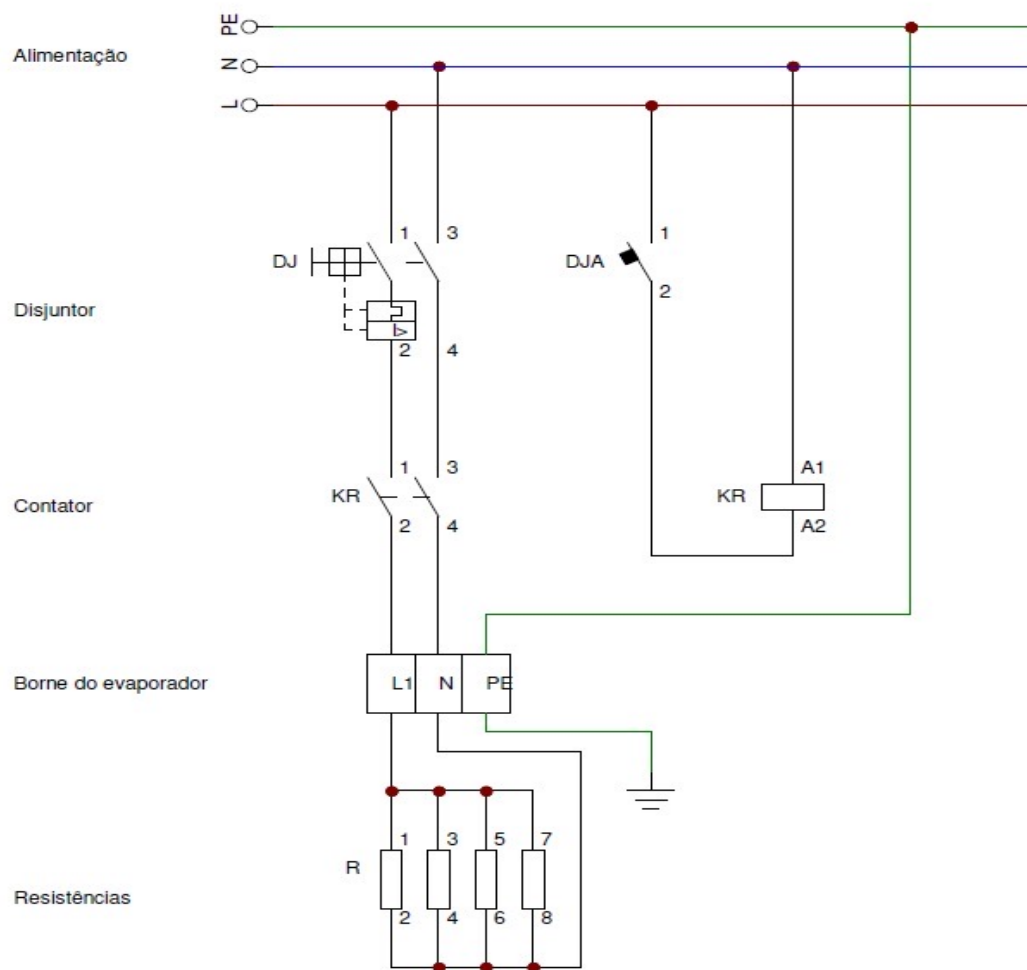 PE
Alimentação
N
L
1 3 1
DJ DJA
2
Disjuntor
I>
2 4
1 3 A1
KR KR
Contator
2 4 A2
Borne do evaporador L1 N PE
1 3 5 7
R
Resistências
2 4 6 8